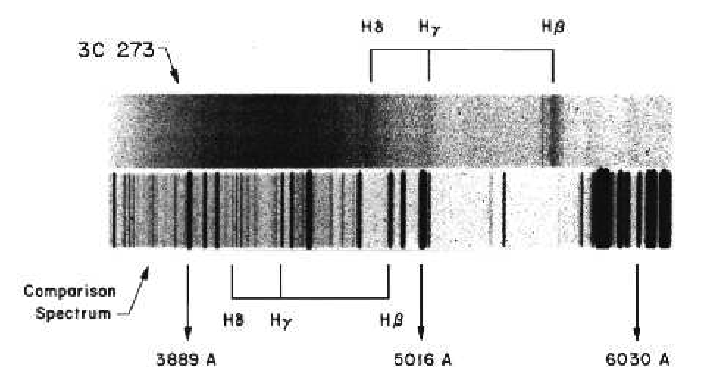 Hδ Hγ Hβ
3C 273
Comparison
Spectrum
Hδ Hγ Hβ
3889 A 5016 A 6030 A